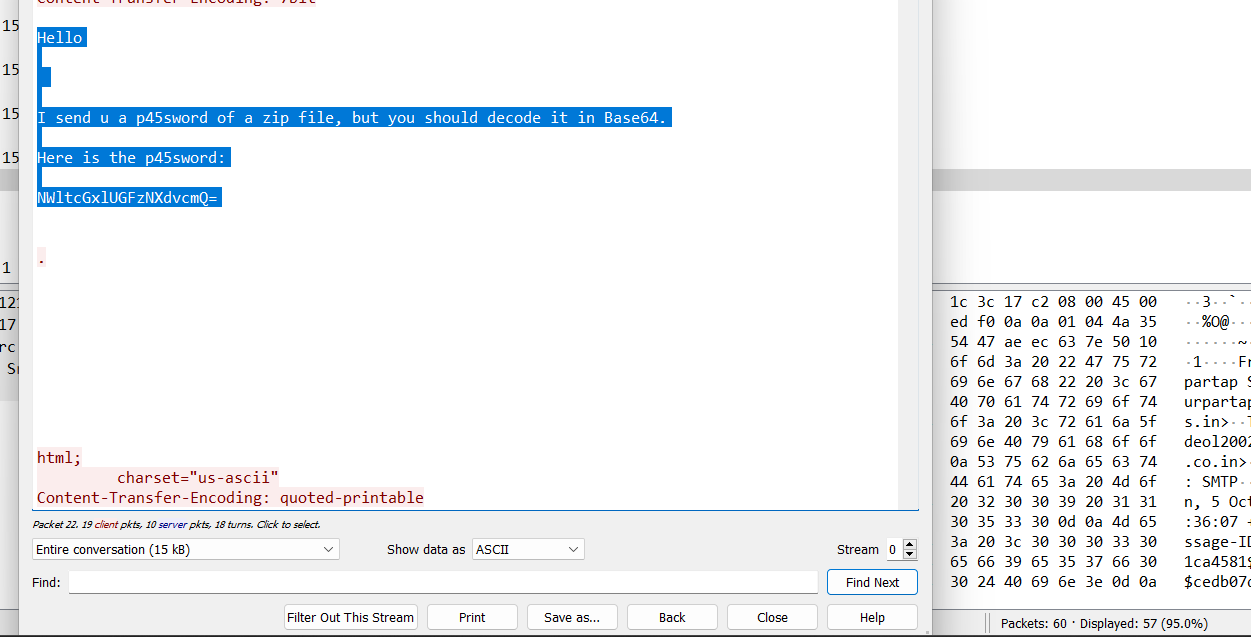 Content-Transfer-Encoding: 7bit
Hello
I send u a p45sword of a zip file, but you should decode it in Base64.
Here is the p45sword:
NWltcGxlUGFzNXdvcmQ=
.
html;
charset="us-ascii"
Content-Transfer-Encoding: quoted-printable
Packet 22. 19 client pkts, 10 server pkts, 18 turns. Click to select.
Entire conversation (15 kB)
Show data as
ASCII
Stream
0
Find:
Find Next
Filter Out This Stream
Print
Save as...
Back
Close
Help
15
15
15
15
1
121
17
rc
1c 3c 17 c2 08 00 45 00 ··3··`··
ed f0 0a 0a 01 04 4a 35 ··%O@···
54 47 ae ec 63 7e 50 10 ······~
6f 6d 3a 20 22 47 75 72 ·1····Fr
69 6e 67 68 22 20 3c 67 partap S
40 70 61 74 72 69 6f 74 urpartap
6f 3a 20 3c 72 61 6a 5f s.in>··T
69 6e 40 79 61 68 6f 6f deol2002
0a 53 75 62 6a 65 63 74 .co.in>·
44 61 74 65 3a 20 4d 6f : SMTP··
20 32 30 30 39 20 31 31 n, 5 Oct
30 35 33 30 0d 0a 4d 65 :36:07 +
3a 20 3c 30 30 30 33 30 ssage-ID
65 66 39 65 35 37 66 30 1ca4581$
30 24 40 69 6e 3e 0d 0a $cedb07c
Packets: 60 · Displayed: 57 (95.0%)